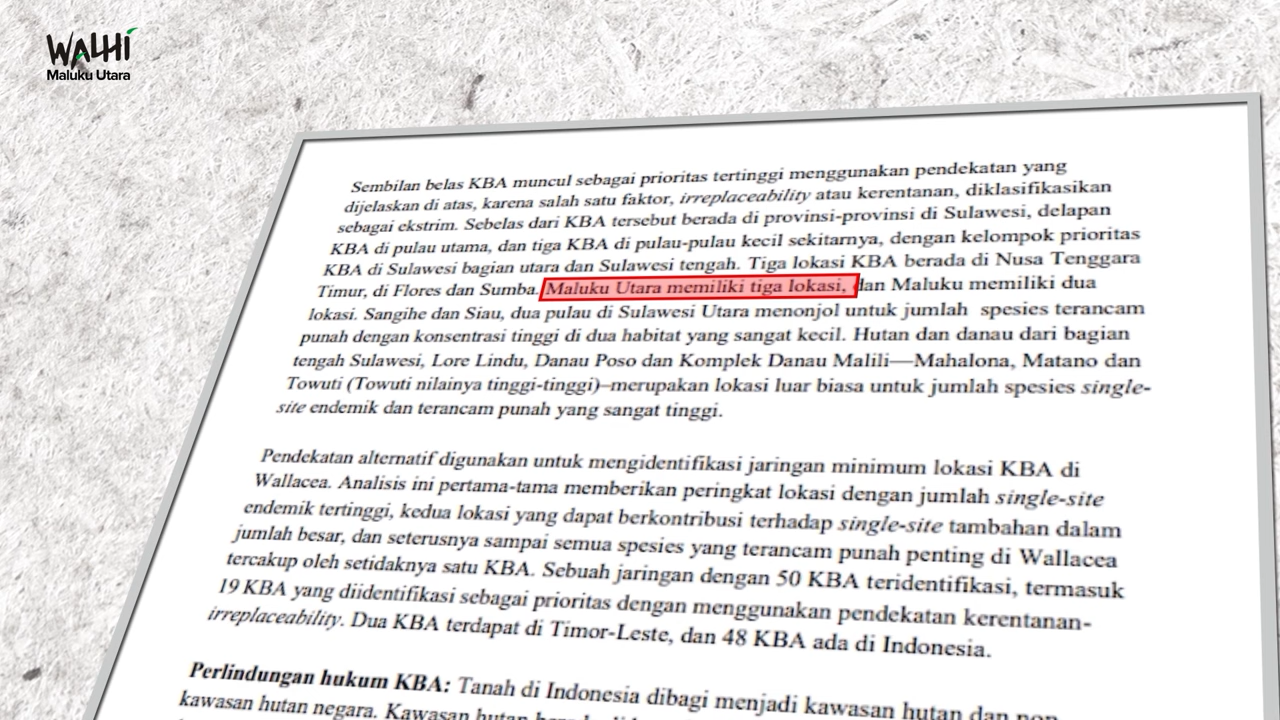 WALHI
Maluku Utara
Sembilan belas KBA muncul sebagai prioritas tertinggi menggunakan pendekatan yang
dijelaskan di atas, karena salah satu faktor, irreplaceability atau kerentanan, diklasifikasikan
sebagai ekstrim. Sebelas dari KBA tersebut berada di provinsi-provinsi di Sulawesi, delapan
KBA di pulau utama, dan tiga KBA di pulau-pulau kecil sekitarnya, dengan kelompok prioritas
KBA di Sulawesi bagian utara dan Sulawesi tengah. Tiga lokasi KBA berada di Nusa Tenggara
Timur, di Flores dan Sumba. Maluku Utara memiliki tiga lokasi, dan Maluku memiliki dua
lokasi. Sangihe dan Siau, dua pulau di Sulawesi Utara menonjol untuk jumlah spesies terancam
punah dengan konsentrasi tinggi di dua habitat yang sangat kecil. Hutan dan danau dari bagian
tengah Sulawesi, Lore Lindu, Danau Poso dan Komplek Danau Malili—Mahalona, Matano dan
Towuti (Towuti nilainya tinggi-tinggi)–merupakan lokasi luar biasa untuk jumlah spesies single-
site endemik dan terancam punah yang sangat tinggi.
Pendekatan alternatif digunakan untuk mengidentifikasi jaringan minimum lokasi KBA di
Wallacea. Analisis ini pertama-tama memberikan peringkat lokasi dengan jumlah single-site
endemik tertinggi, kedua lokasi yang dapat berkontribusi terhadap single-site tambahan dalam
jumlah besar, dan seterusnya sampai semua spesies yang terancam punah penting di Wallacea
tercakup oleh setidaknya satu KBA. Sebuah jaringan dengan 50 KBA teridentifikasi, termasuk
19 KBA yang diidentifikasi sebagai prioritas dengan menggunakan pendekatan kerentanan-
irreplaceability. Dua KBA terdapat di Timor-Leste, dan 48 KBA ada di Indonesia.
Perlindungan hukum KBA: Tanah di Indonesia dibagi menjadi kawasan hutan dan non
kawasan hutan negara. Kawasan hutan